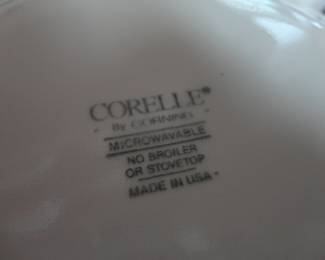 CORELLE®
- By CORNING -
MICROWAVABLE
NO BROILER
OR STOVETOP
MADE IN USA -